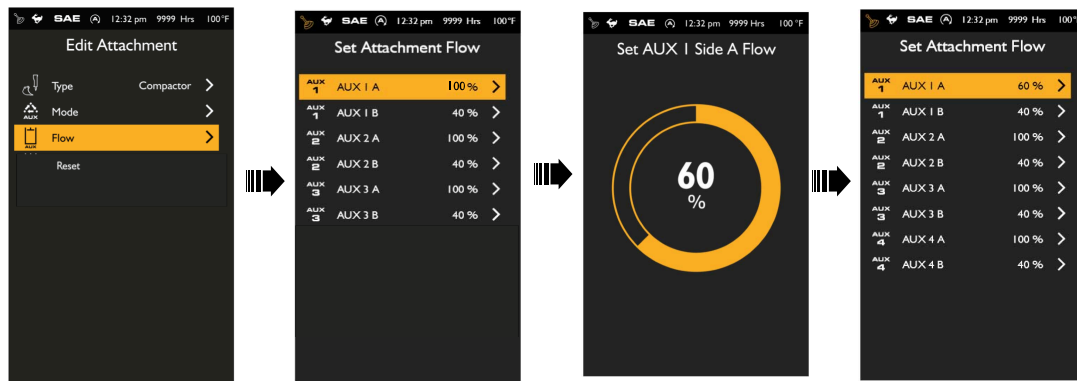 SAE A 12:32 pm 9999 Hrs 100°F
Edit Attachment
Type Compactor
AUX Mode
AUX Flow
Reset
SAE A 12:32 pm 9999 Hrs 100°F
Set Attachment Flow
AUX 1 AUX 1 A 100 %
AUX 1 AUX 1 B 40 %
AUX 2 AUX 2 A 100 %
AUX 2 AUX 2 B 40 %
AUX 3 AUX 3 A 100 %
AUX 3 AUX 3 B 40 %
SAE A 12:32 pm 9999 Hrs 100°F
Set AUX 1 Side A Flow
60
%
SAE A 12:32 pm 9999 Hrs 100°
Set Attachment Flow
AUX 1 AUX 1 A 60 %
AUX 1 AUX 1 B 40 %
AUX 2 AUX 2 A 100 %
AUX 2 AUX 2 B 40 %
AUX 3 AUX 3 A 100 %
AUX 3 AUX 3 B 40 %
AUX 4 AUX 4 A 100 %
AUX 4 AUX 4 B 40 %